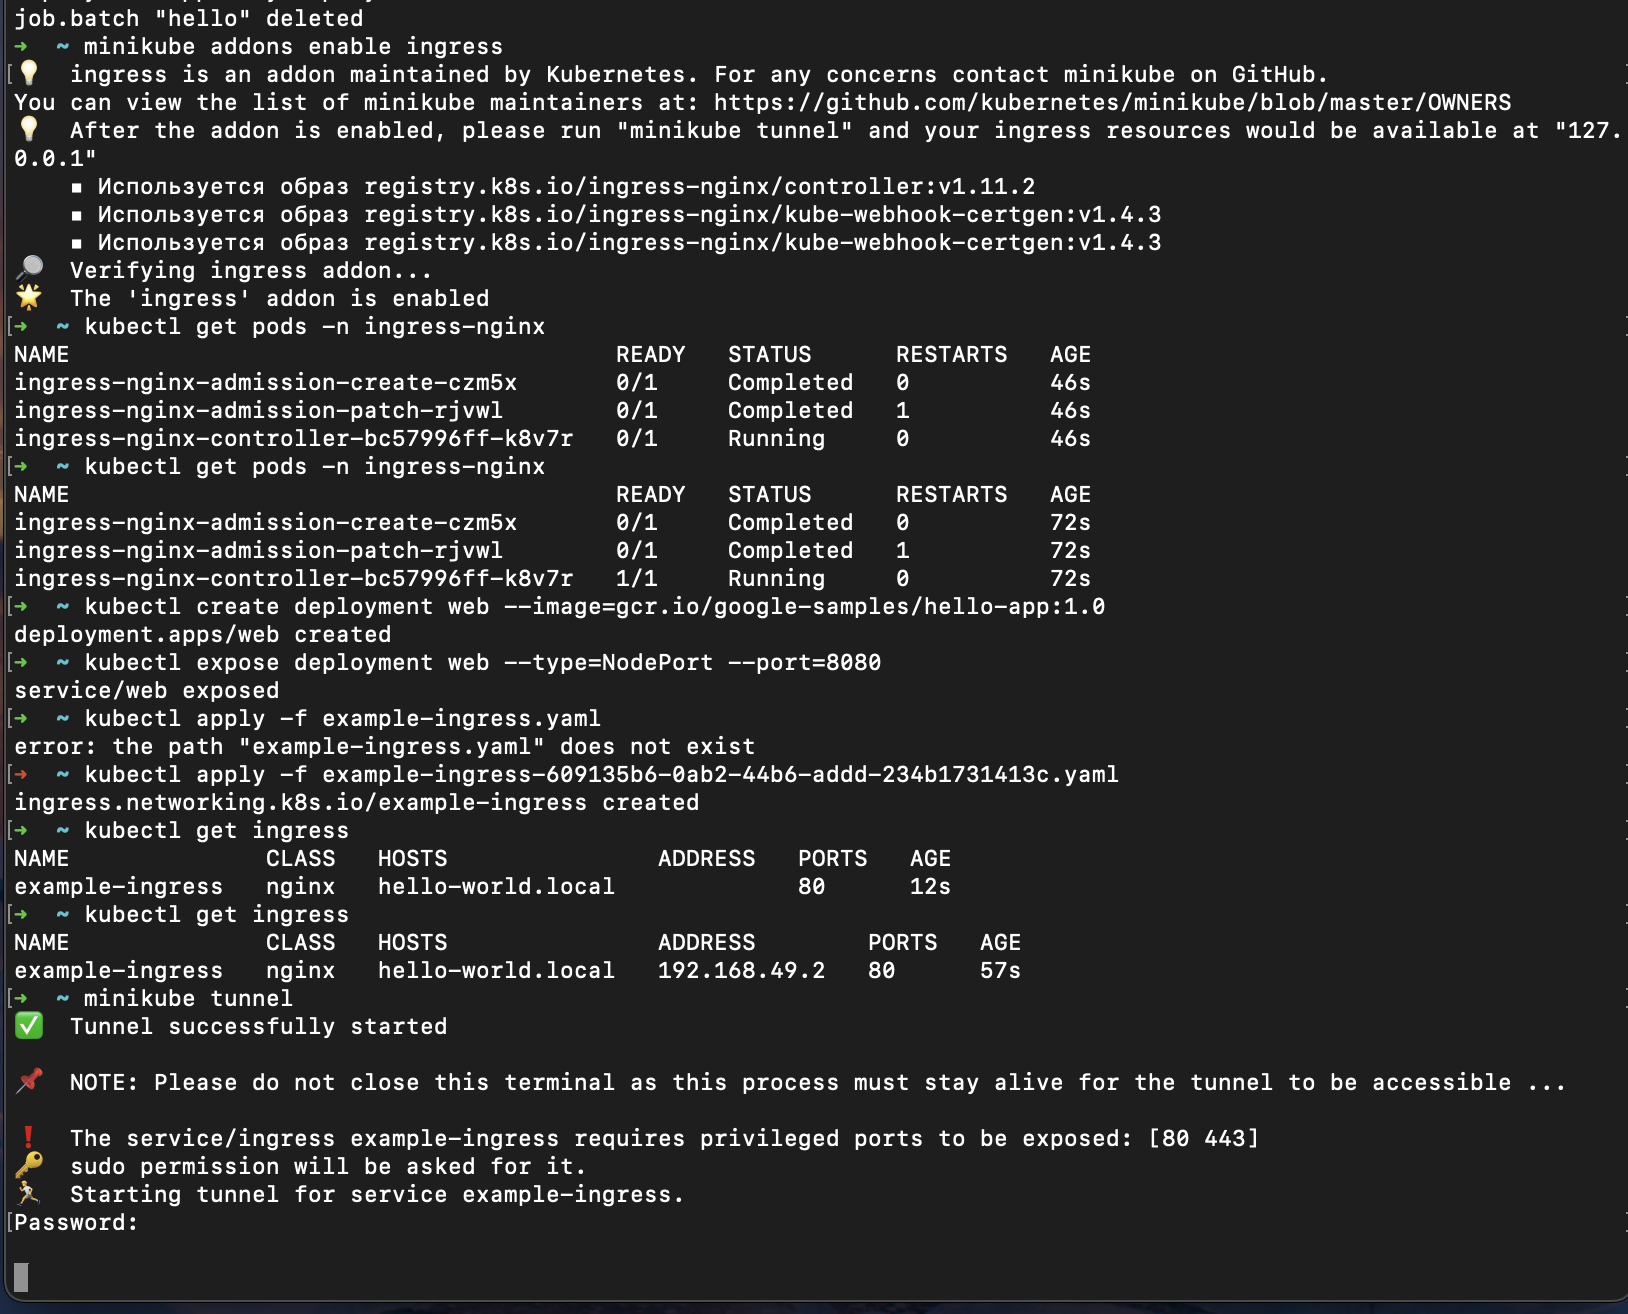 job.batch "hello" deleted
➜  ~ minikube addons enable ingress
💡  ingress is an addon maintained by Kubernetes. For any concerns contact minikube on GitHub.
You can view the list of minikube maintainers at: https://github.com/kubernetes/minikube/blob/master/OWNERS
💡  After the addon is enabled, please run "minikube tunnel" and your ingress resources would be available at "127.
0.0.1"
    ▪ Используется образ registry.k8s.io/ingress-nginx/controller:v1.11.2
    ▪ Используется образ registry.k8s.io/ingress-nginx/kube-webhook-certgen:v1.4.3
    ▪ Используется образ registry.k8s.io/ingress-nginx/kube-webhook-certgen:v1.4.3
🔎  Verifying ingress addon...
🌟  The 'ingress' addon is enabled
➜  ~ kubectl get pods -n ingress-nginx
NAME                                       READY   STATUS      RESTARTS   AGE
ingress-nginx-admission-create-czm5x       0/1     Completed   0          46s
ingress-nginx-admission-patch-rjvwl        0/1     Completed   1          46s
ingress-nginx-controller-bc57996ff-k8v7r   0/1     Running     0          46s
➜  ~ kubectl get pods -n ingress-nginx
NAME                                       READY   STATUS      RESTARTS   AGE
ingress-nginx-admission-create-czm5x       0/1     Completed   0          72s
ingress-nginx-admission-patch-rjvwl        0/1     Completed   1          72s
ingress-nginx-controller-bc57996ff-k8v7r   1/1     Running     0          72s
➜  ~ kubectl create deployment web --image=gcr.io/google-samples/hello-app:1.0
deployment.apps/web created
➜  ~ kubectl expose deployment web --type=NodePort --port=8080
service/web exposed
➜  ~ kubectl apply -f example-ingress.yaml
error: the path "example-ingress.yaml" does not exist
➜  ~ kubectl apply -f example-ingress-609135b6-0ab2-44b6-addd-234b1731413c.yaml
ingress.networking.k8s.io/example-ingress created
➜  ~ kubectl get ingress
NAME              CLASS   HOSTS               ADDRESS   PORTS   AGE
example-ingress   nginx   hello-world.local             80      12s
➜  ~ kubectl get ingress
NAME              CLASS   HOSTS               ADDRESS        PORTS   AGE
example-ingress   nginx   hello-world.local   192.168.49.2   80      57s
➜  ~ minikube tunnel
✅  Tunnel successfully started
📌  NOTE: Please do not close this terminal as this process must stay alive for the tunnel to be accessible ...
❗  The service/ingress example-ingress requires privileged ports to be exposed: [80 443]
🔑  sudo permission will be asked for it.
🏃  Starting tunnel for service example-ingress.
Password: